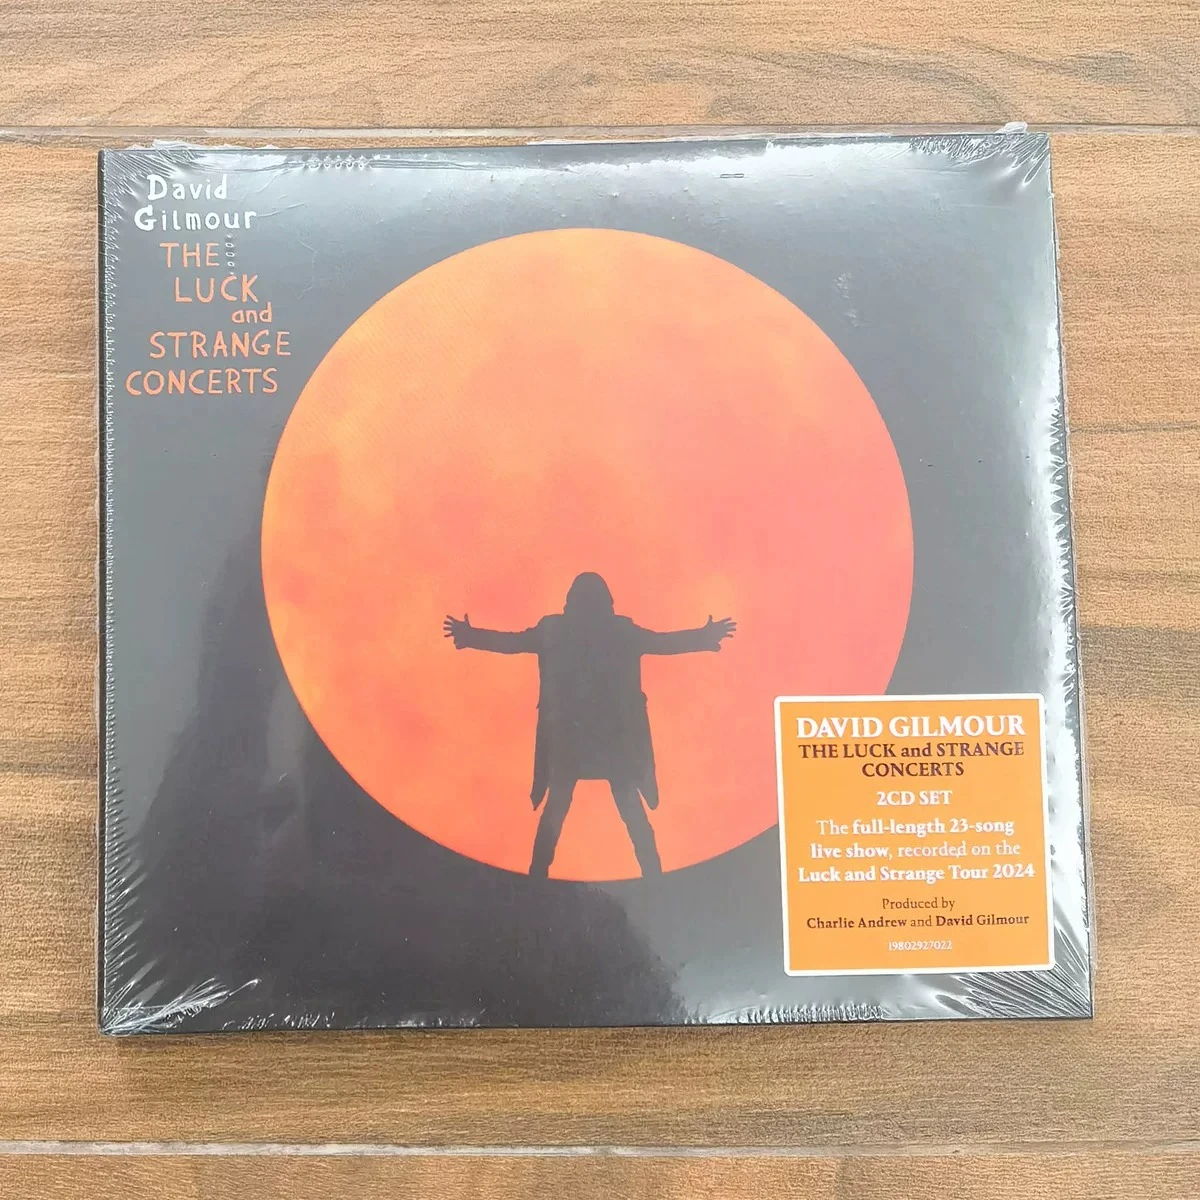 David
Gilmour
THE
LUCK
and
STRANGE
CONCERTS
DAVID GILMOUR
THE LUCK and STRANGE
CONCERTS
2CD SET
The full-length 23-song
live show, recorded on the
Luck and Strange Tour 2024
Produced by
Charlie Andrew and David Gilmour
19802927022